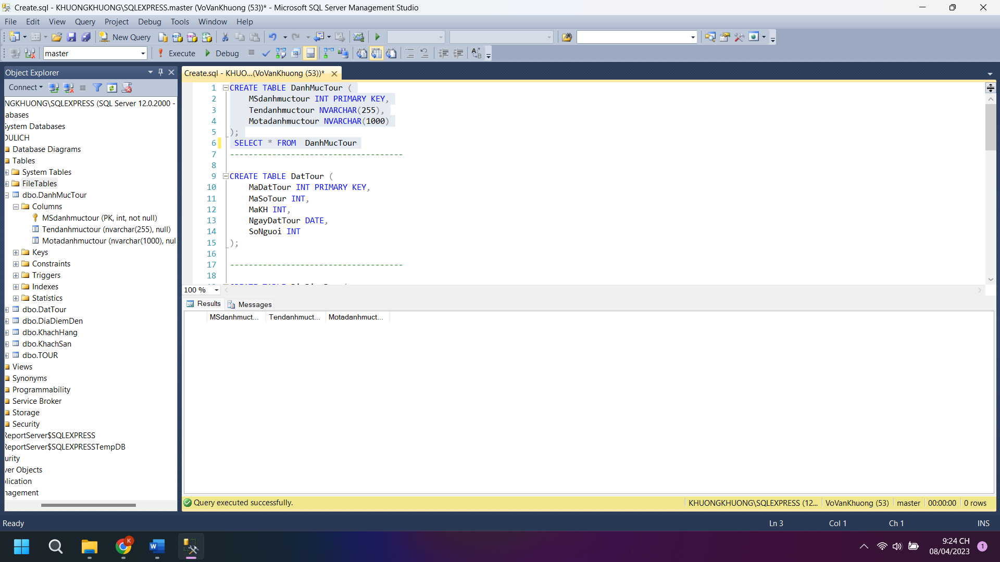 Create.sql - KHUONGKHUONG\SQLEXPRESS.master (VoVanKhuong (53))* - Microsoft SQL Server Management Studio
File Edit View Query Project Debug Tools Window Help
New Query
master Execute Debug
Object Explorer
Connect
NGKHUONG\SQLEXPRESS (SQL Server 12.0.2000 -
abases
System Databases
DULICH
Database Diagrams
Tables
System Tables
FileTables
dbo.DanhMucTour
Columns
MSdanhmuctour (PK, int, not null)
Tendanhmuctour (nvarchar(255), null)
Motadanhmuctour (nvarchar(1000), nul
Keys
Constraints
Triggers
Indexes
Statistics
dbo.DatTour
dbo.DiaDiemDen
dbo.KhachHang
dbo.KhachSan
dbo.TOUR
Views
Synonyms
Programmability
Service Broker
Storage
Security
ReportServer$SQLEXPRESS
ReportServer$SQLEXPRESSTempDB
urity
ver Objects
lication
nagement
Create.sql - KHUO...(VoVanKhuong (53))*
1 CREATE TABLE DanhMucTour (
2 MSdanhmuctour INT PRIMARY KEY,
3 Tendanhmuctour NVARCHAR(255),
4 Motadanhmuctour NVARCHAR(1000)
5 );
6 SELECT * FROM DanhMucTour
7 -------------------------------------
8
9 CREATE TABLE DatTour (
10 MaDatTour INT PRIMARY KEY,
11 MaSoTour INT,
12 MaKH INT,
13 NgayDatTour DATE,
14 SoNguoi INT
15 );
16
17 -------------------------------------
18
100 %
Results Messages
MSdanhmuct... Tendanhmuct... Motadanhmuct...
Query executed successfully. KHUONGKHUONG\SQLEXPRESS (12... VoVanKhuong (53) master 00:00:00 0 rows
Ready Ln 3 Col 1 Ch 1 INS
K
9:24 CH
08/04/2023
1